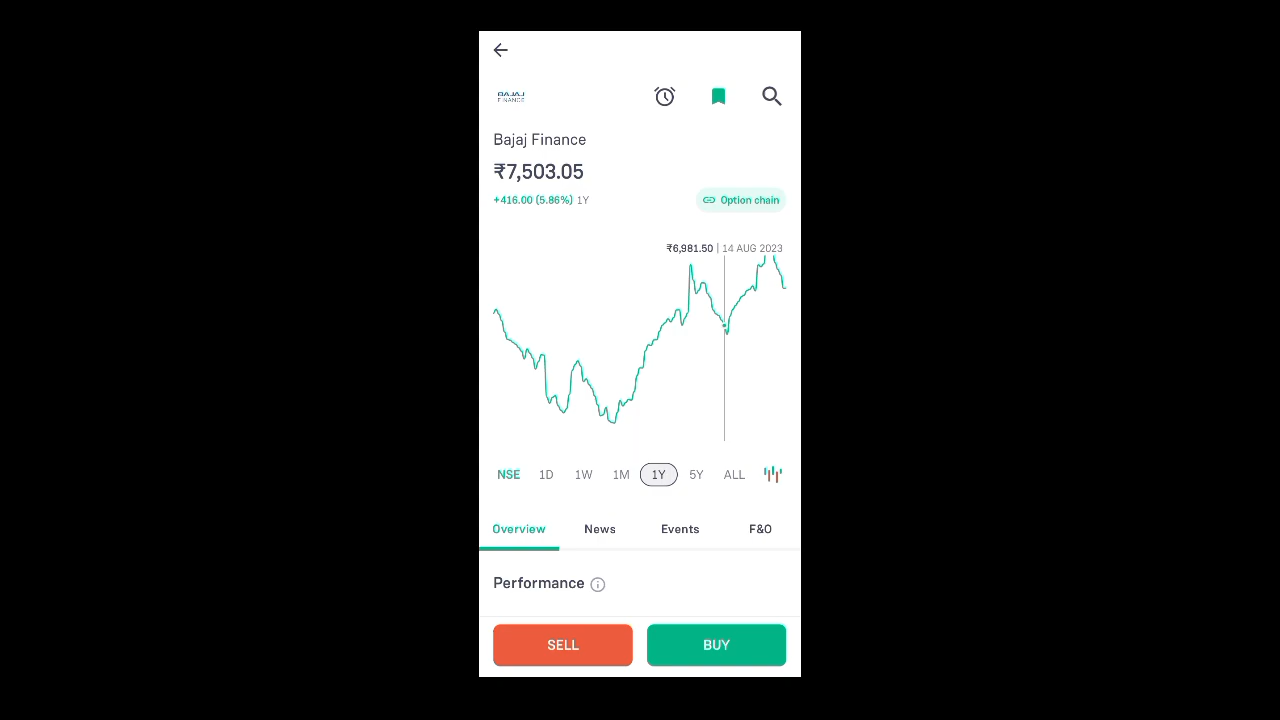 BAJAJ
FINANCE
Bajaj Finance
₹7,503.05
+416.00 (5.86%) 1Y
Option chain
₹6,981.50 | 14 AUG 2023
NSE 1D 1W 1M 1Y 5Y ALL
Overview News Events F&O
Performance
SELL BUY